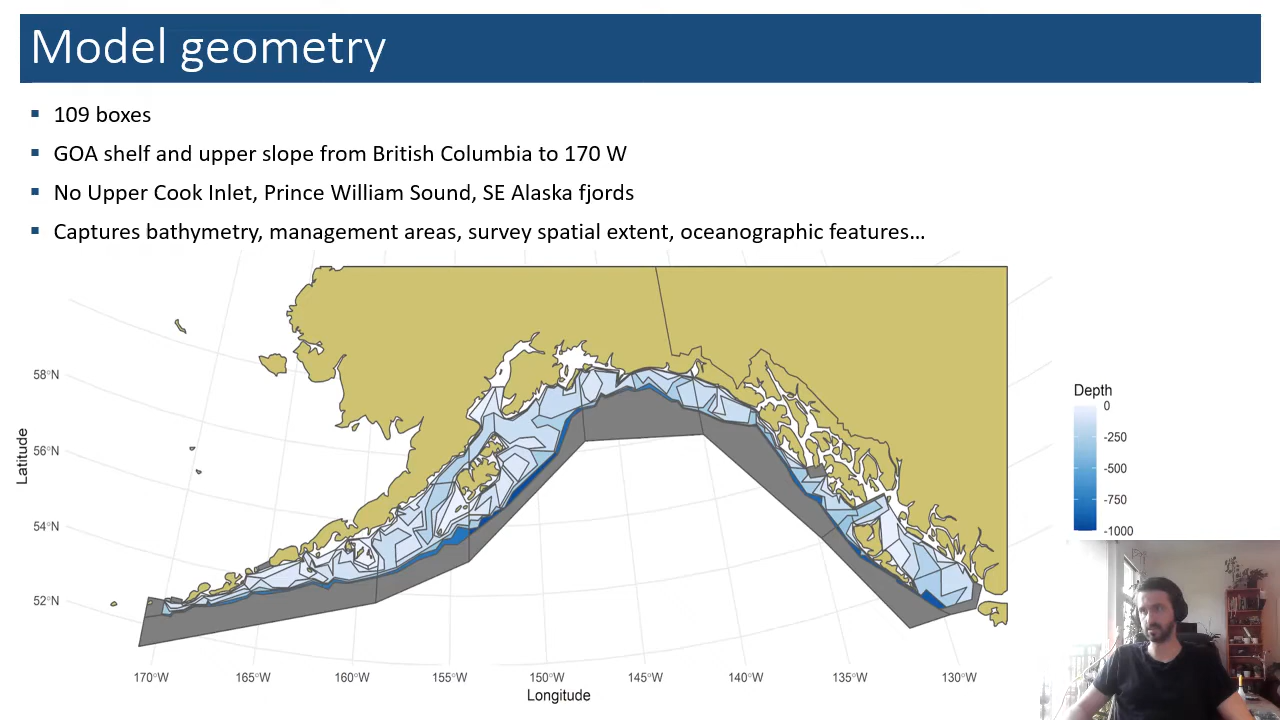 Model geometry
▪ 109 boxes
▪ GOA shelf and upper slope from British Columbia to 170 W
▪ No Upper Cook Inlet, Prince William Sound, SE Alaska fjords
▪ Captures bathymetry, management areas, survey spatial extent, oceanographic features…
58°N
56°N
54°N
52°N
Latitude
170°W 165°W 160°W 155°W 150°W 145°W 140°W 135°W 130°W
Longitude
Depth
0
-250
-500
-750
-1000